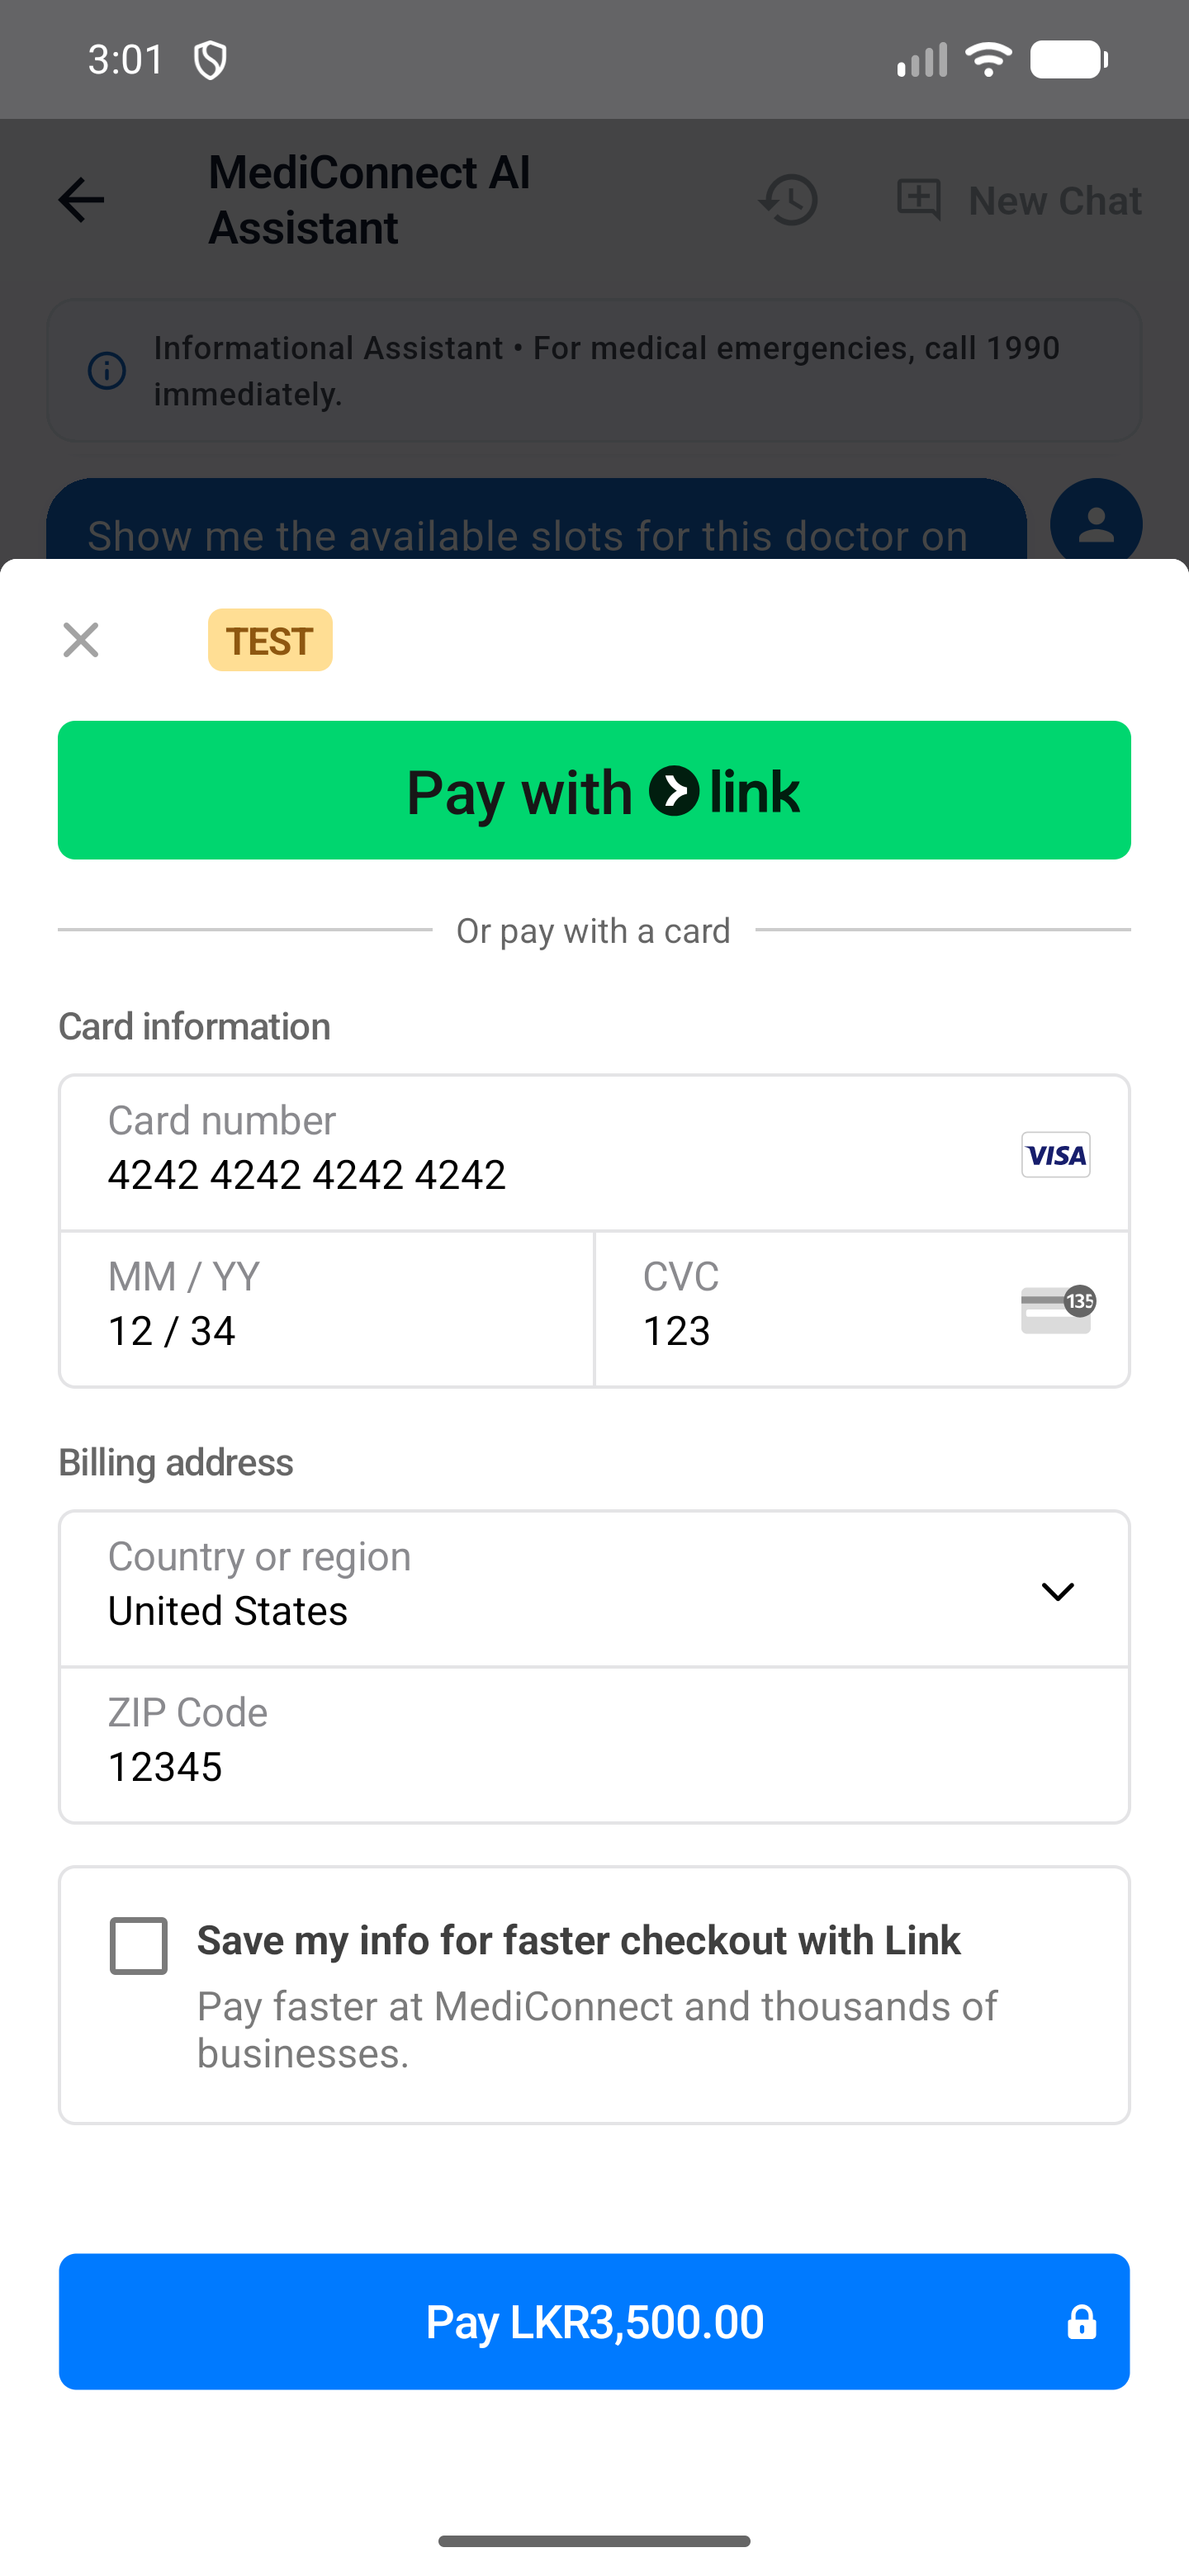 3:01
MediConnect AI
Assistant
New Chat
Informational Assistant • For medical emergencies, call 1990
immediately.
Show me the available slots for this doctor on
TEST
Pay with link
Or pay with a card
Card information
Card number
4242 4242 4242 4242
VISA
MM / YY
12 / 34
CVC
123
135
Billing address
Country or region
United States
ZIP Code
12345
Save my info for faster checkout with Link
Pay faster at MediConnect and thousands of
businesses.
Pay LKR3,500.00